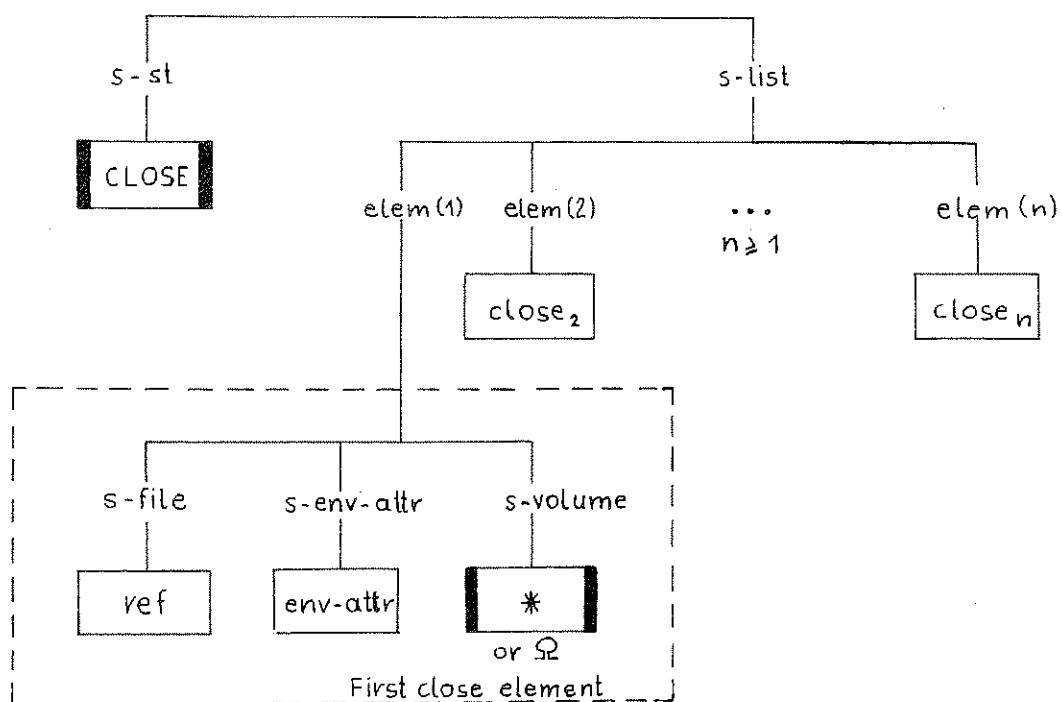 s-st s-list
CLOSE
elem(1) elem(2) ... elem(n)
n ⩾ 1
close₂ closeₙ
s-file s-env-attr s-volume
ref env-attr *
or Ω
First close element